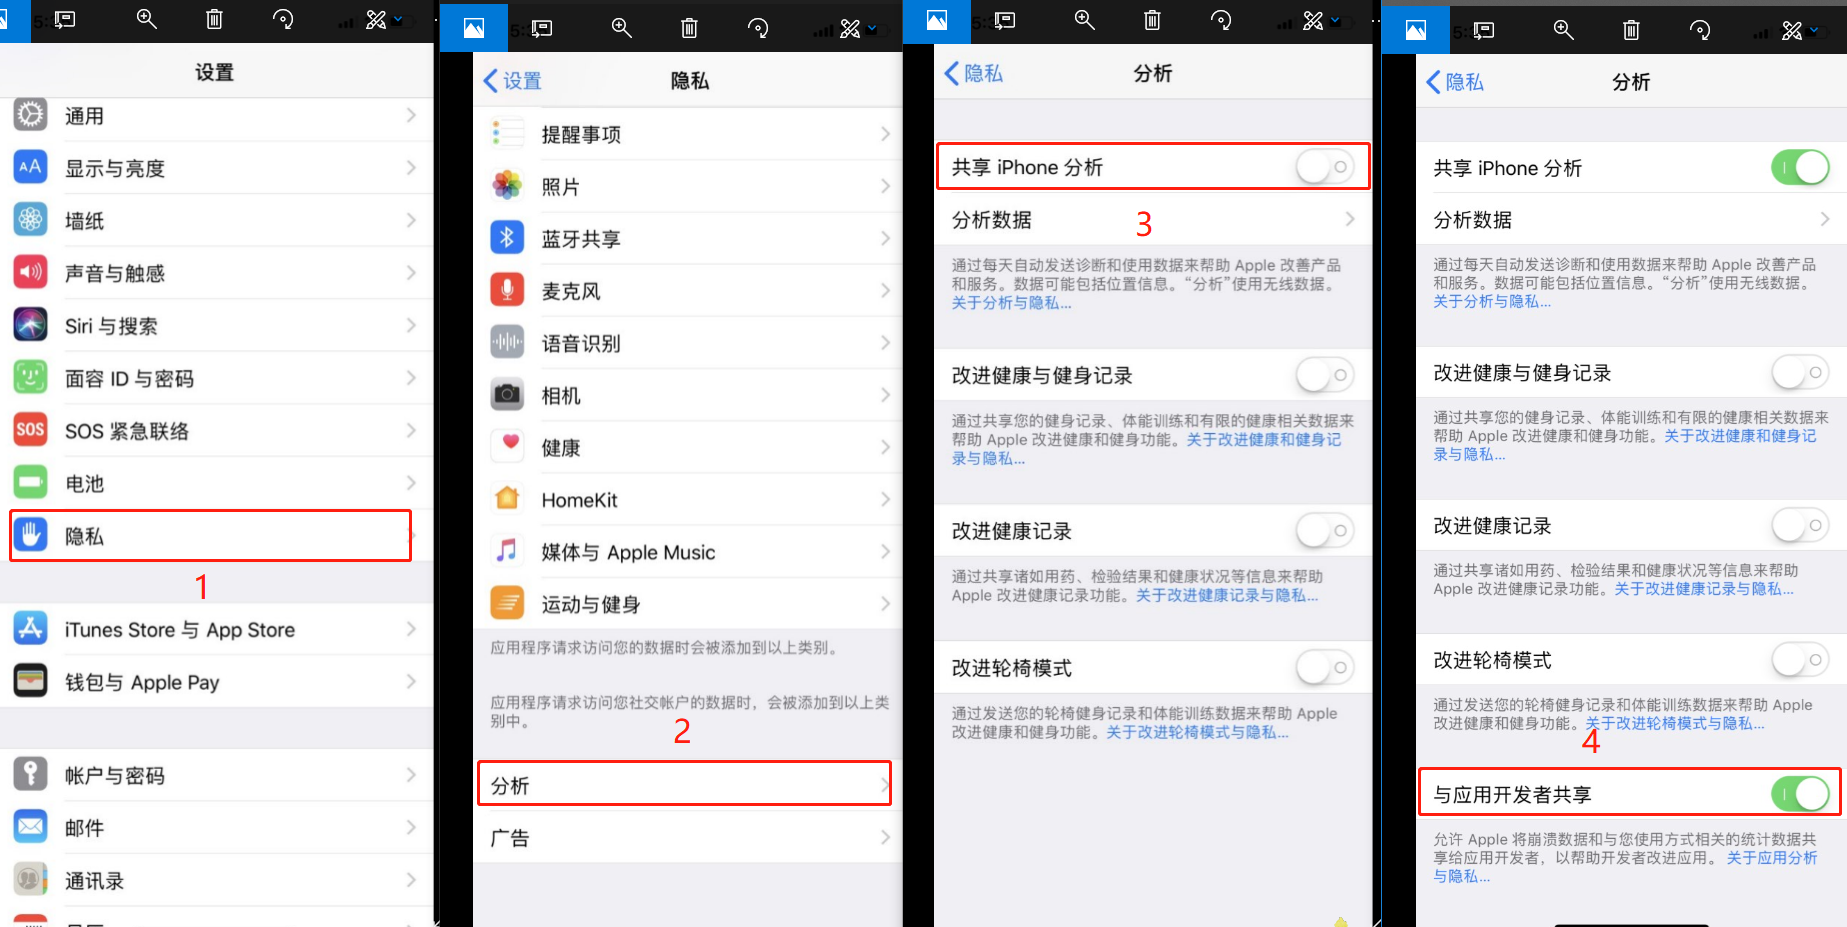 设置
通用
显示与亮度
墙纸
声音与触感
Siri 与搜索
面容 ID 与密码
SOS
SOS 紧急联络
电池
隐私
1
iTunes Store 与 App Store
钱包与 Apple Pay
帐户与密码
邮件
通讯录
设置
隐私
提醒事项
照片
蓝牙共享
麦克风
语音识别
相机
健康
HomeKit
媒体与 Apple Music
运动与健身
应用程序请求访问您的数据时会被添加到以上类别。
应用程序请求访问您社交帐户的数据时，会被添加到以上类
别中。
2
分析
广告
隐私
分析
共享 iPhone 分析
分析数据
3
通过每天自动发送诊断和使用数据来帮助 Apple 改善产品
和服务。数据可能包括位置信息。“分析”使用无线数据。
关于分析与隐私...
改进健康与健身记录
通过共享您的健身记录、体能训练和有限的健康相关数据来
帮助 Apple 改进健康和健身功能。关于改进健康和健身记
录与隐私...
改进健康记录
通过共享诸如用药、检验结果和健康状况等信息来帮助
Apple 改进健康记录功能。关于改进健康记录与隐私...
改进轮椅模式
通过发送您的轮椅健身记录和体能训练数据来帮助 Apple
改进健康和健身功能。关于改进轮椅模式与隐私...
隐私
分析
共享 iPhone 分析
分析数据
通过每天自动发送诊断和使用数据来帮助 Apple 改善产品
和服务。数据可能包括位置信息。“分析”使用无线数据。
关于分析与隐私...
改进健康与健身记录
通过共享您的健身记录、体能训练和有限的健康相关数据来
帮助 Apple 改进健康和健身功能。关于改进健康和健身记
录与隐私...
改进健康记录
通过共享诸如用药、检验结果和健康状况等信息来帮助
Apple 改进健康记录功能。关于改进健康记录与隐私...
改进轮椅模式
通过发送您的轮椅健身记录和体能训练数据来帮助 Apple
改进健康和健身功能。关于改进轮椅模式与隐私...
4
与应用开发者共享
允许 Apple 将崩溃数据和与您使用方式相关的统计数据共
享给应用开发者，以帮助开发者改进应用。关于应用分析
与隐私...